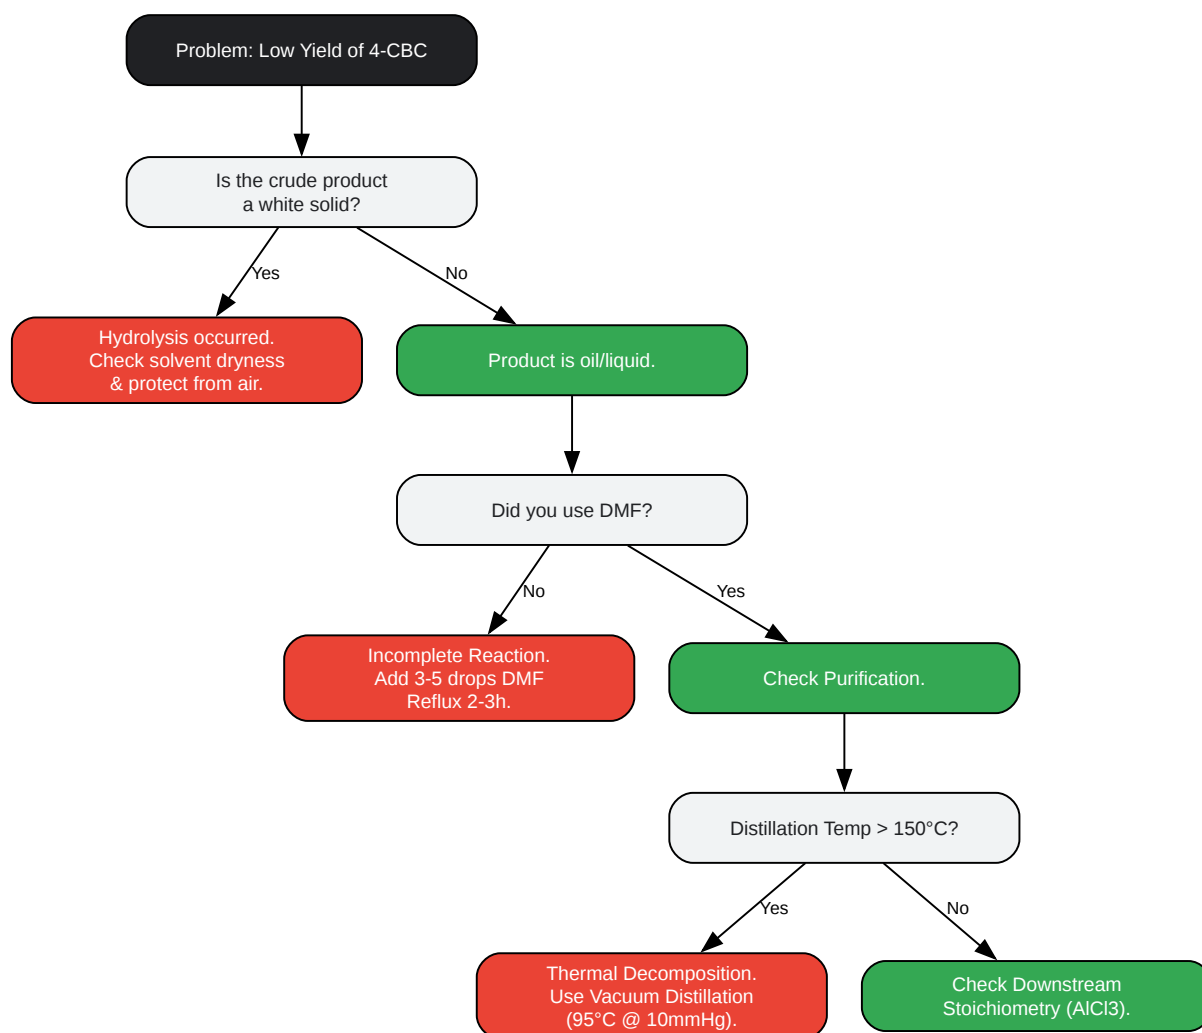 Problem: Low Yield of 4-CBC
Is the crude product
a white solid?
Yes
No
Hydrolysis occurred.
Check solvent dryness
& protect from air.
Product is oil/liquid.
Did you use DMF?
No
Yes
Incomplete Reaction.
Add 3-5 drops DMF
Reflux 2-3h.
Check Purification.
Distillation Temp > 150°C?
Yes
No
Thermal Decomposition.
Use Vacuum Distillation
(95°C @ 10mmHg).
Check Downstream
Stoichiometry (AlCl3).